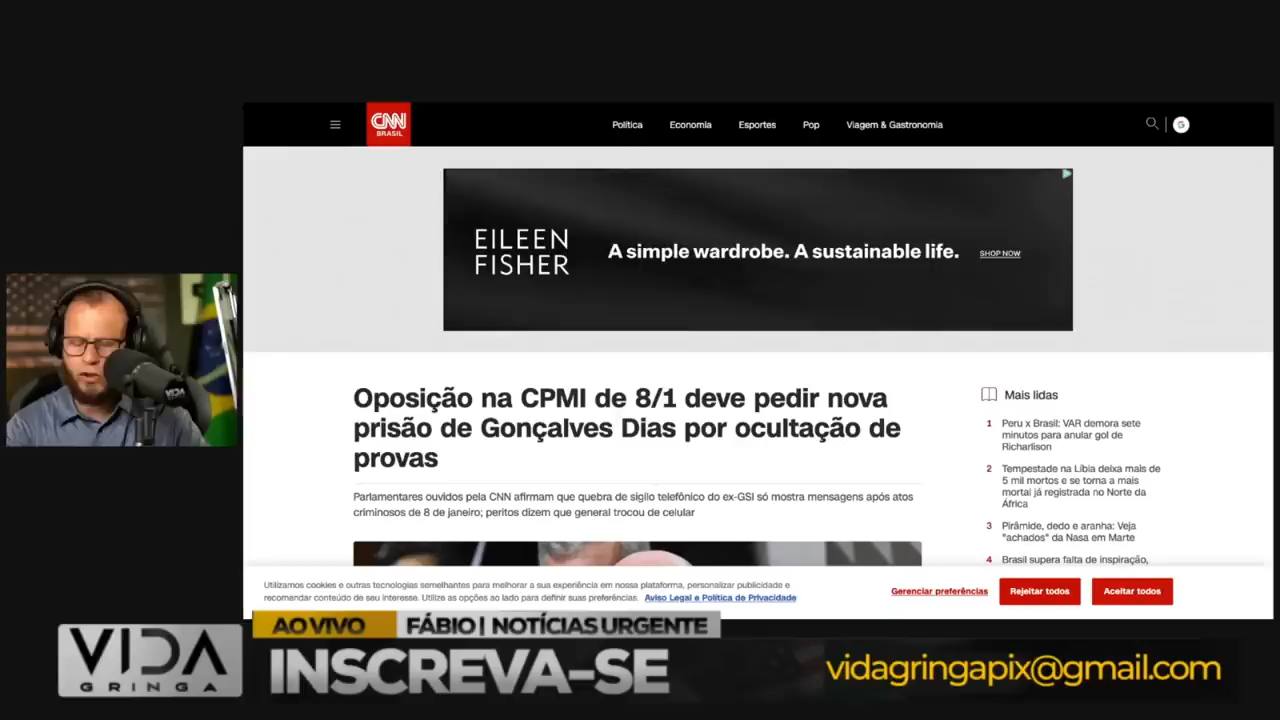 CNN
BRASIL
Política
Economia
Esportes
Pop
Viagem & Gastronomia
G
EILEEN
FISHER
A simple wardrobe. A sustainable life.
SHOP NOW
Oposição na CPMI de 8/1 deve pedir nova
prisão de Gonçalves Dias por ocultação de
provas
Parlamentares ouvidos pela CNN afirmam que quebra de sigilo telefônico do ex-GSI só mostra mensagens após atos
criminosos de 8 de janeiro; peritos dizem que general trocou de celular
Mais lidas
1 Peru x Brasil: VAR demora sete
minutos para anular gol de
Richarlison
2 Tempestade na Líbia deixa mais de
5 mil mortos e se torna a mais
mortal já registrada no Norte da
África
3 Pirâmide, dedo e aranha: Veja
"achados" da Nasa em Marte
4 Brasil supera falta de inspiração,
Utilizamos cookies e outras tecnologias semelhantes para melhorar a sua experiência em nossa plataforma, personalizar publicidade e
recomendar conteúdo de seu interesse. Utilize as opções ao lado para definir suas preferências. Aviso Legal e Política de Privacidade
Gerenciar preferências
Rejeitar todos
Aceitar todos
VIDA
AO VIVO
FÁBIO | NOTÍCIAS URGENTE
VIDA
GRINGA
INSCREVA-SE
vidagringapix@gmail.com